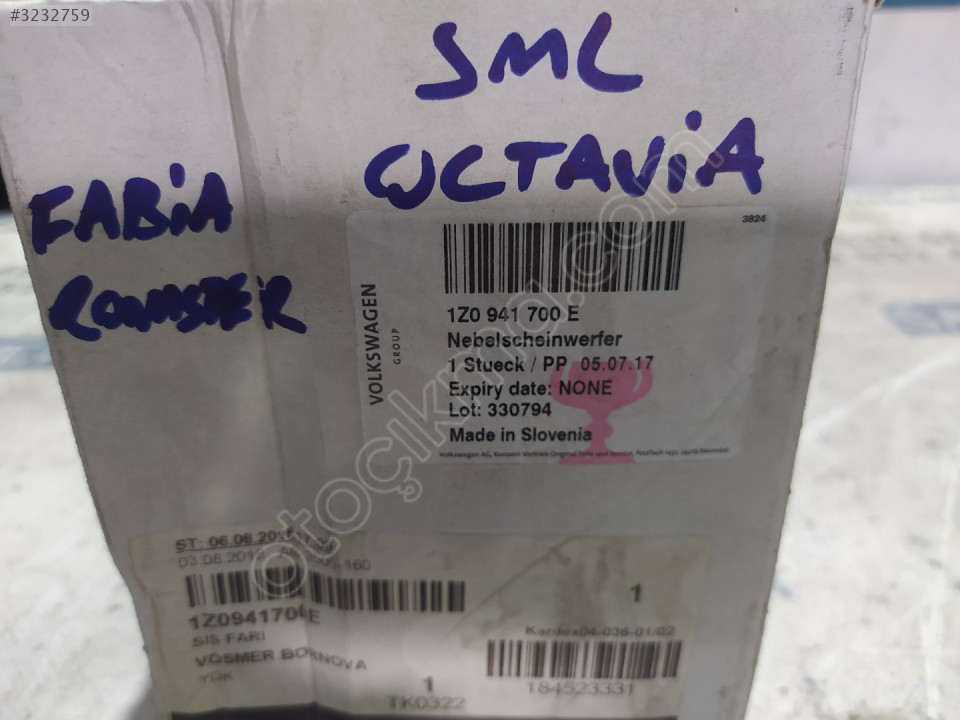 #3232759
SML
OCTAVIA
FABiA
ROOMSTER
3824
VOLKSWAGEN
GROUP
1Z0 941 700 E
Nebelscheinwerfer
1 Stueck / PP 05.07.17
Expiry date: NONE
Lot: 330794
Made in Slovenia
otoçıkma.com
1
1Z0941700E
SIS FARI
Kardex04-036-01/02
VOSMER BORNOVA
YDK
1
TK0322
184523331